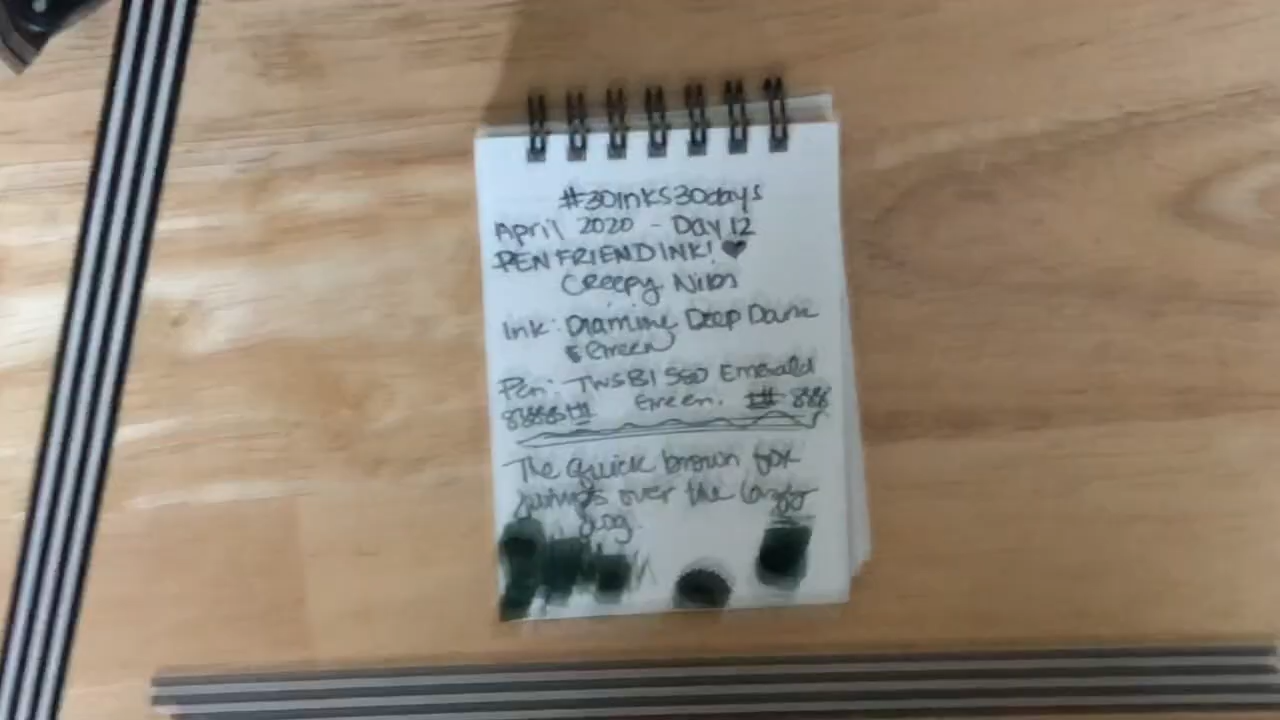 #30inks30days
April 2020 - Day 12
PEN FRIEND INK! ♥
Creepy Nibs
Ink: Diamine Deep Dark
Green
Pen: TWSBI 580 Emerald
Green. 888
The quick brown fox
jumps over the lazy
dog.